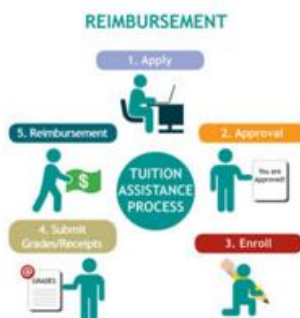 REIMBURSEMENT
1. Apply
2. Approval
You are
Approved!
3. Enroll
4. Submit
Grades/Receipts
GRADES
5. Reimbursement
$
TUITION
ASSISTANCE
PROCESS